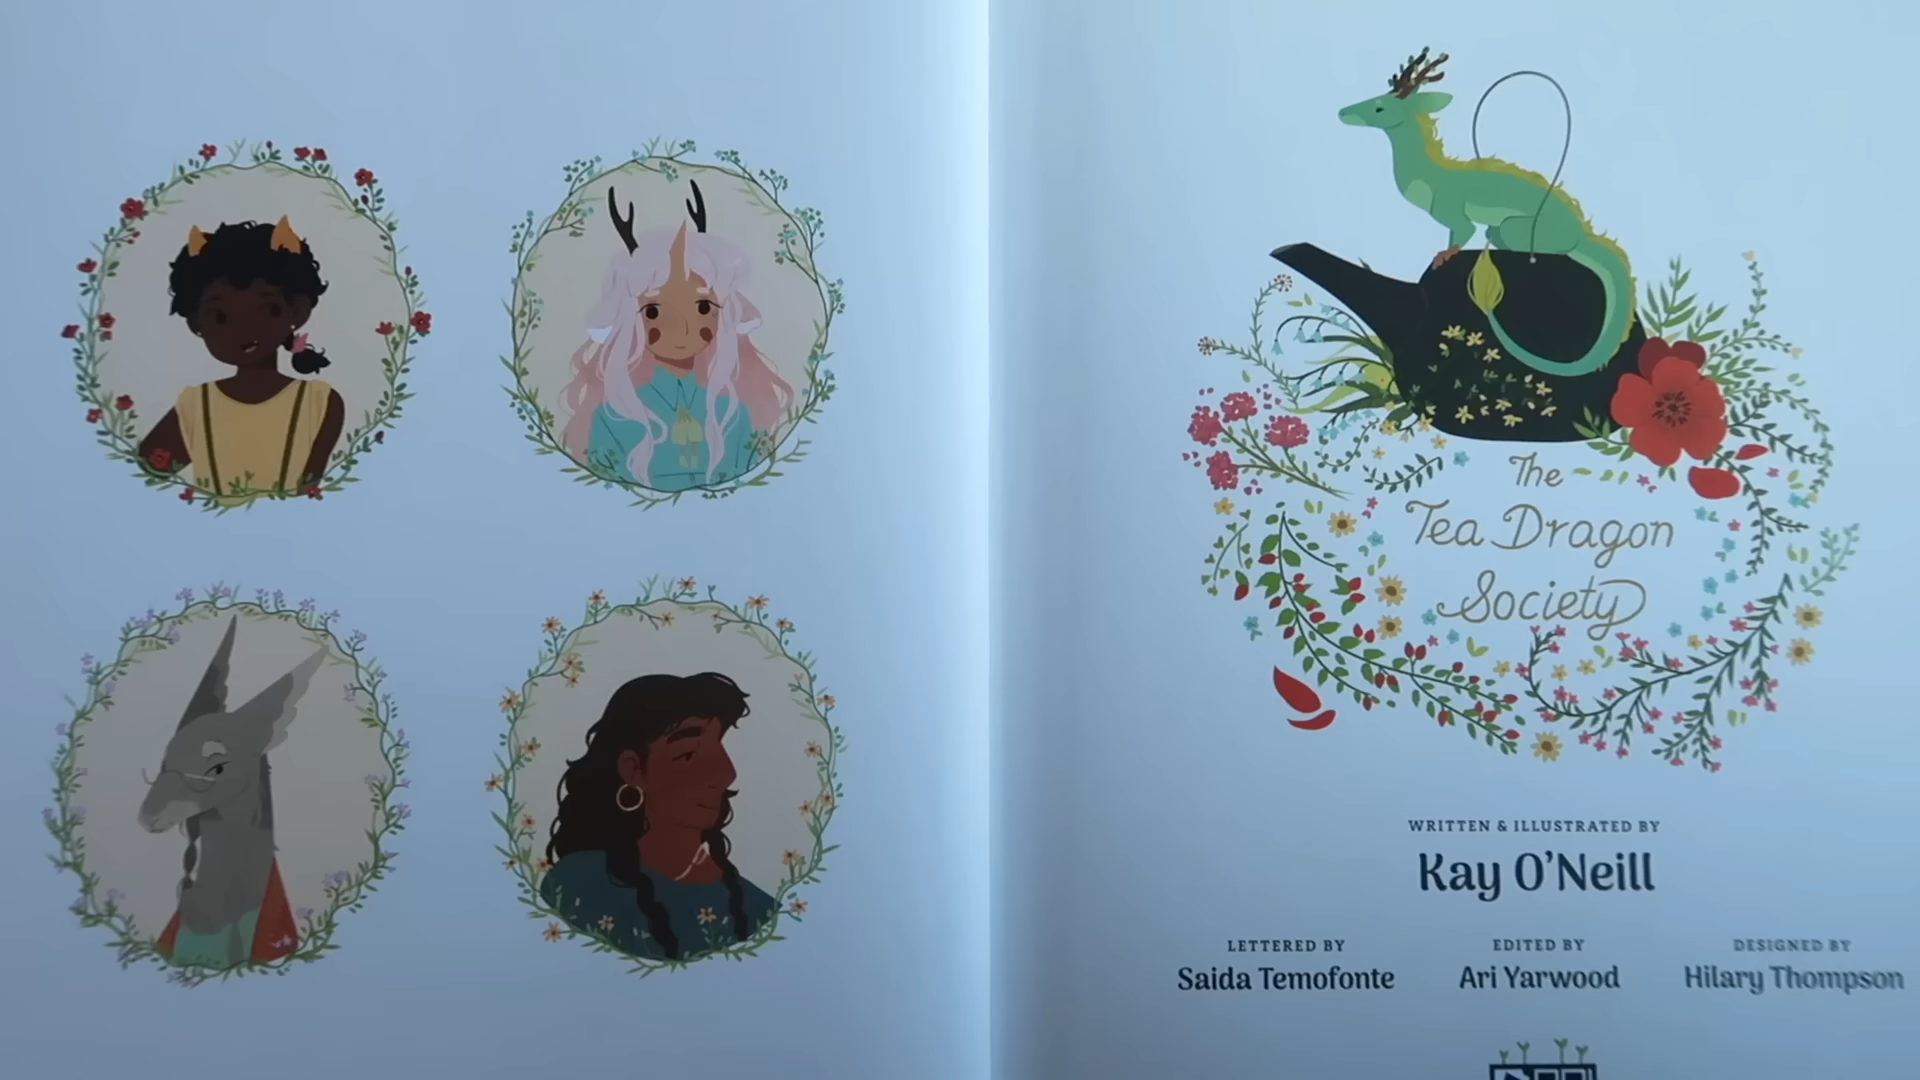 The
Tea Dragon
Society
WRITTEN & ILLUSTRATED BY
Kay O'Neill
LETTERED BY
Saida Temofonte
EDITED BY
Ari Yarwood
DESIGNED BY
Hilary Thompson